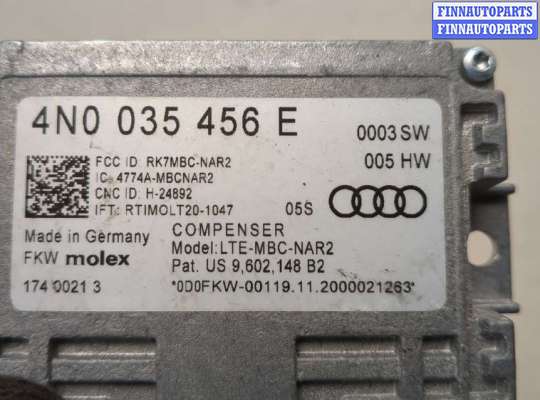 FINNAUTOPARTS
FINNAUTOPARTS
4N0 035 456 E
0003 SW
FCC ID: RK7MBC-NAR2
005 HW
IC: 4774A-MBCNAR2
CNC ID: H-24892
IFT: RTIMOLT20-1047
05S
Made in Germany
COMPENSER
FKW molex
Model:LTE-MBC-NAR2
Pat. US 9,602,148 B2
174 0021 3
*0D0FKW-00119.11.2000021263*
FINNAUTOPARTS
FINNAUTOPARTS